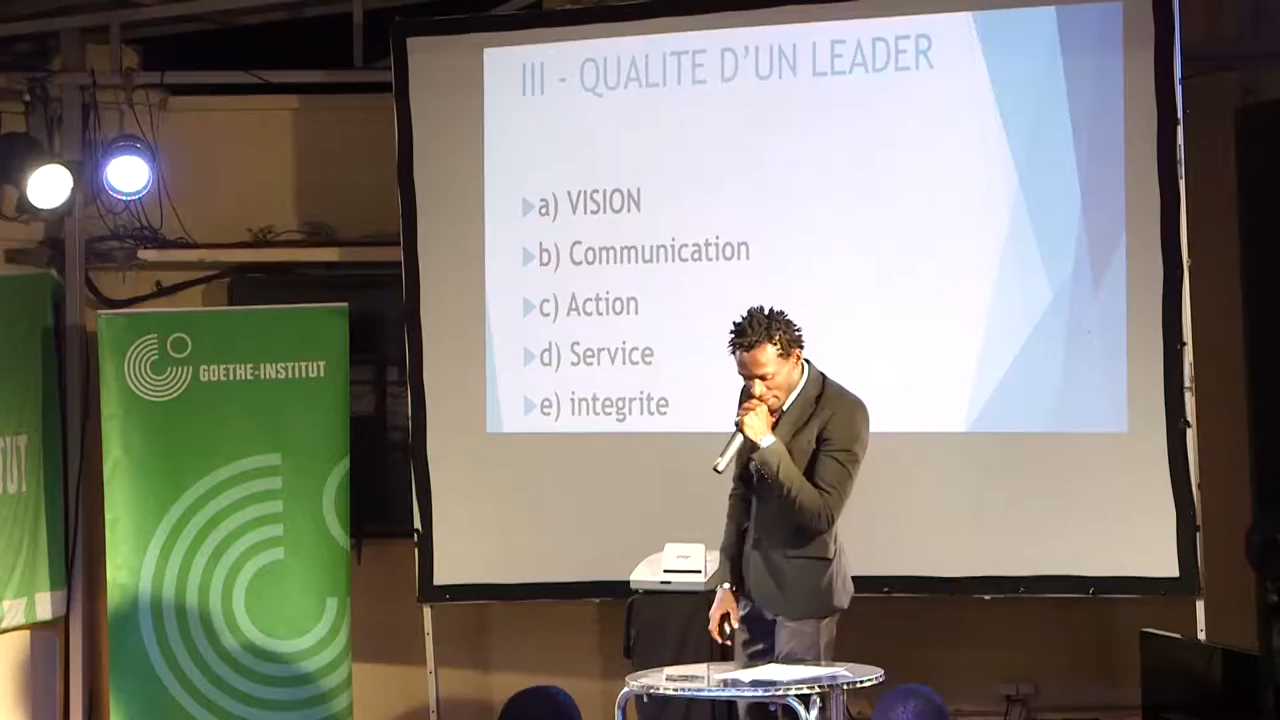 III - QUALITE D'UN LEADER
a) VISION
b) Communication
c) Action
d) Service
e) integrite
GOETHE-INSTITUT
TUT